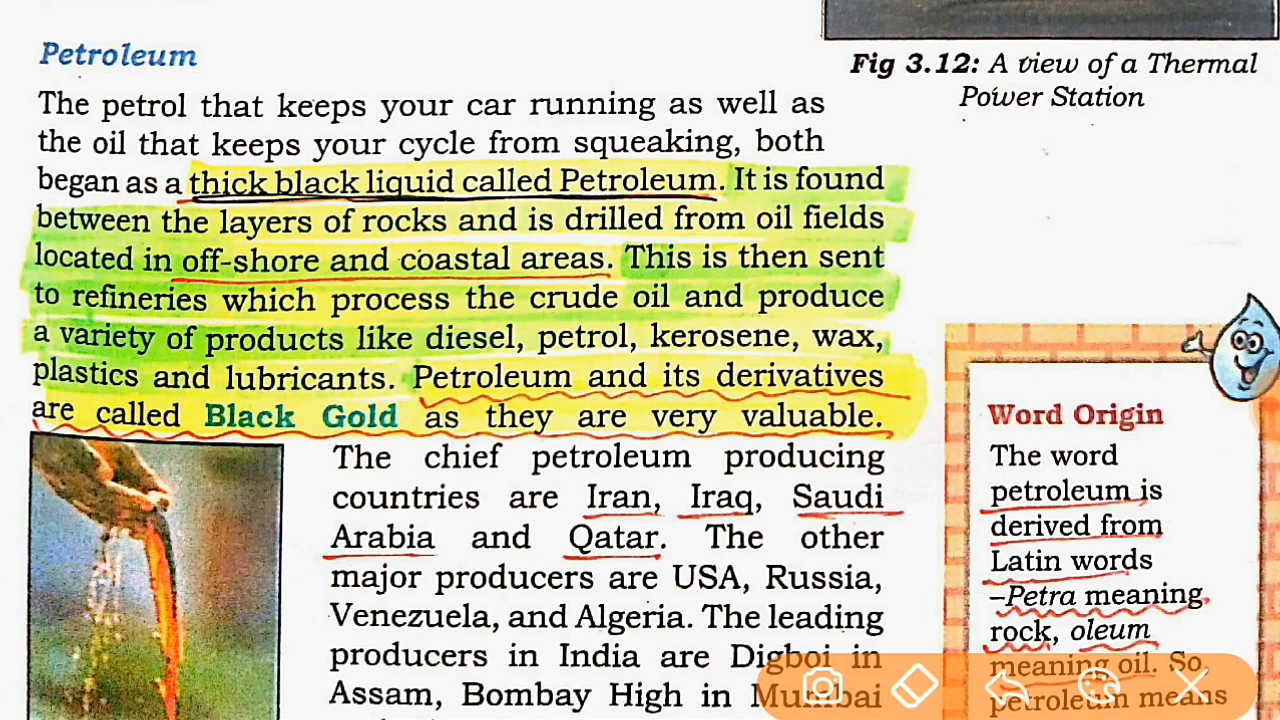 Petroleum
The petrol that keeps your car running as well as
the oil that keeps your cycle from squeaking, both
began as a thick black liquid called Petroleum. It is found
between the layers of rocks and is drilled from oil fields
located in off-shore and coastal areas. This is then sent
to refineries which process the crude oil and produce
a variety of products like diesel, petrol, kerosene, wax,
plastics and lubricants. Petroleum and its derivatives
are called Black Gold as they are very valuable.
The chief petroleum producing
countries are Iran, Iraq, Saudi
Arabia and Qatar. The other
major producers are USA, Russia,
Venezuela, and Algeria. The leading
producers in India are Digboi in
Assam, Bombay High in Mumbai
Fig 3.12: A view of a Thermal
Power Station
Word Origin
The word
petroleum is
derived from
Latin words
–Petra meaning
rock, oleum
meaning oil. So,
petroleum means